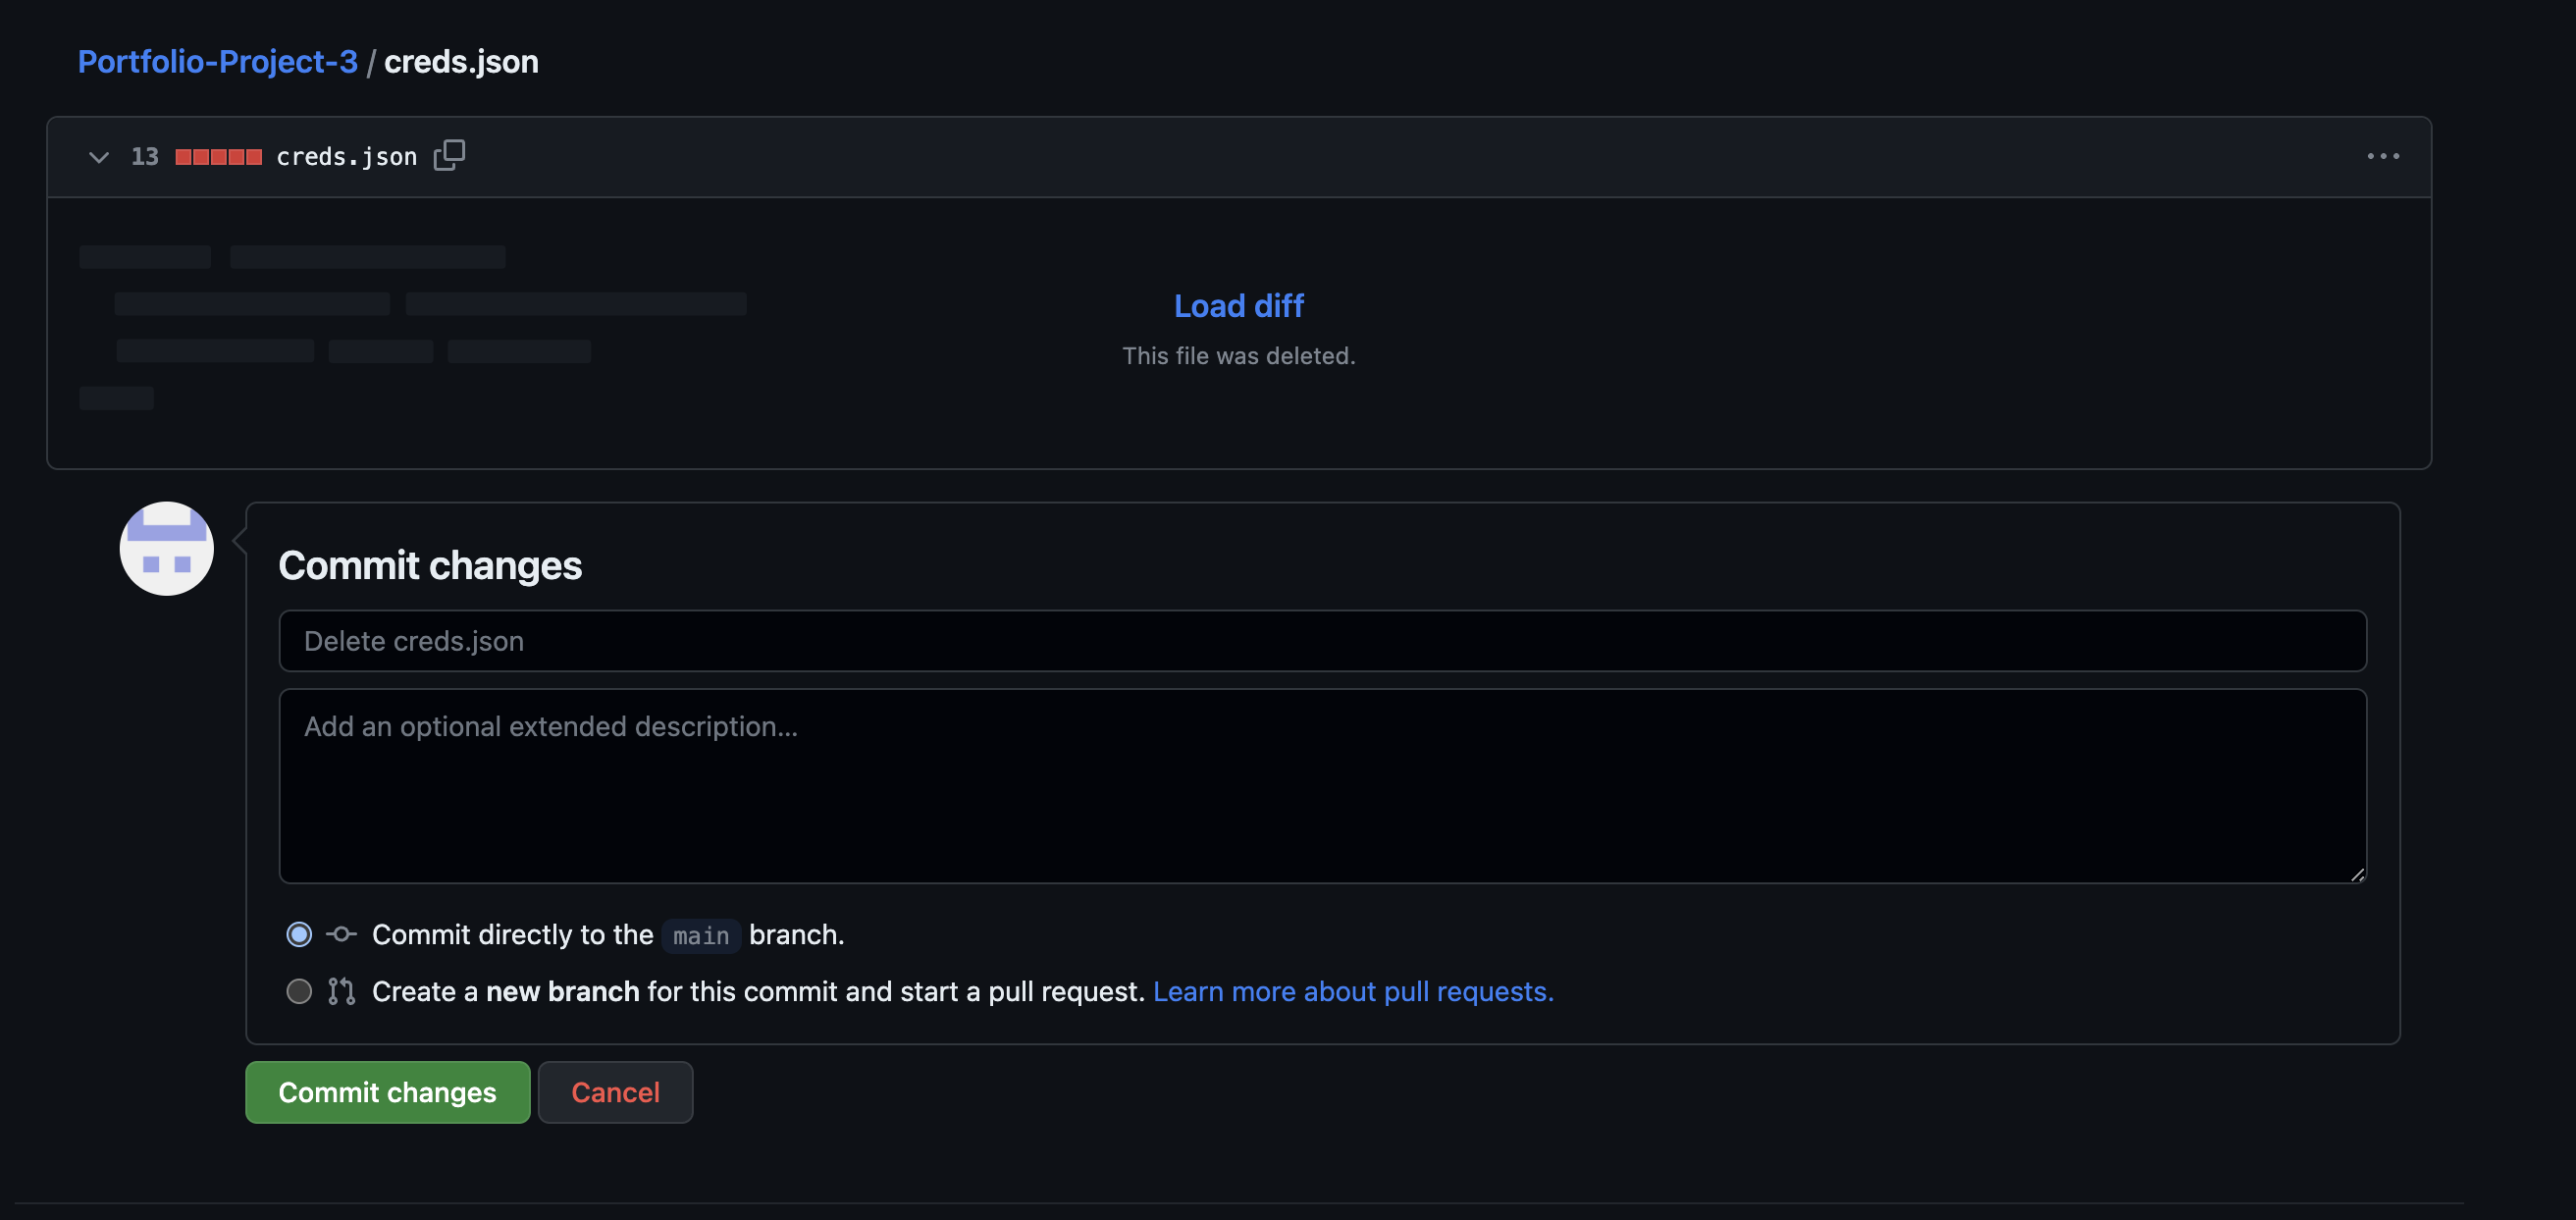 Portfolio-Project-3 / creds.json
13 creds.json
Load diff
This file was deleted.
Commit changes
Delete creds.json
Add an optional extended description...
Commit directly to the main branch.
Create a new branch for this commit and start a pull request. Learn more about pull requests.
Commit changes Cancel